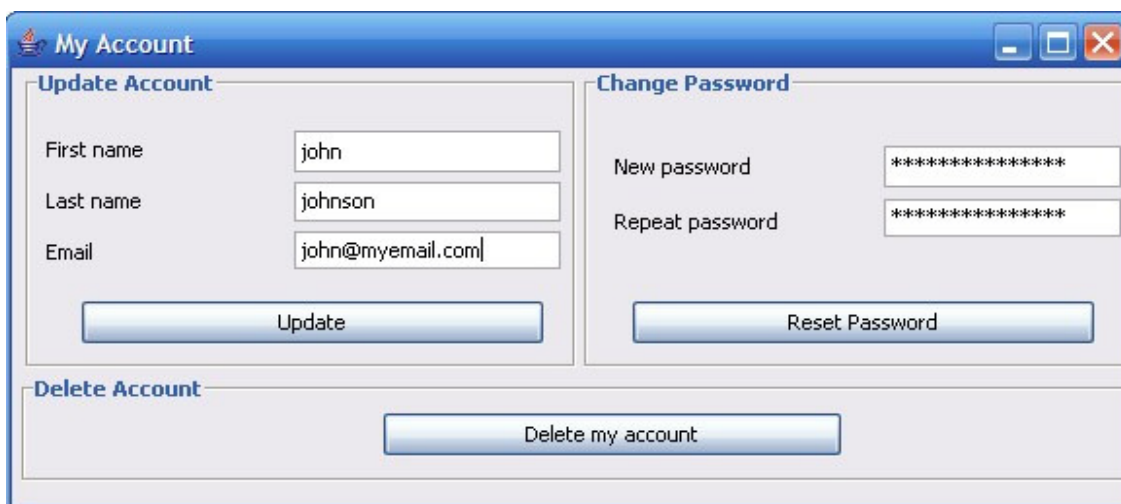 My Account
Update Account
First name john
Last name johnson
Email john@myemail.com
Update
Change Password
New password ***************
Repeat password ***************
Reset Password
Delete Account
Delete my account